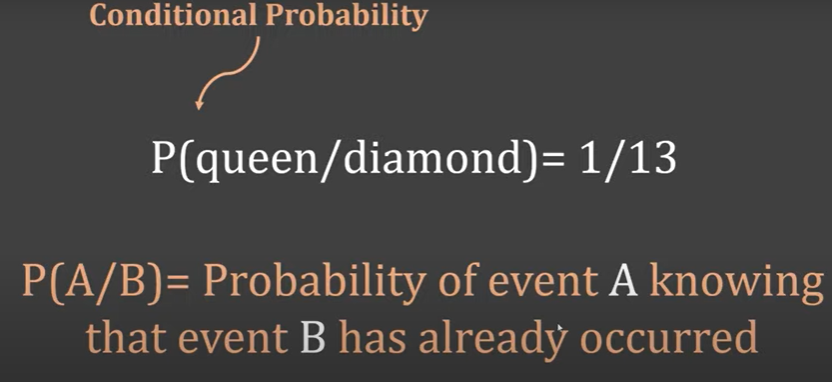 Conditional Probability
P(queen/diamond)= 1/13
P(A/B)= Probability of event A knowing
that event B has already occurred